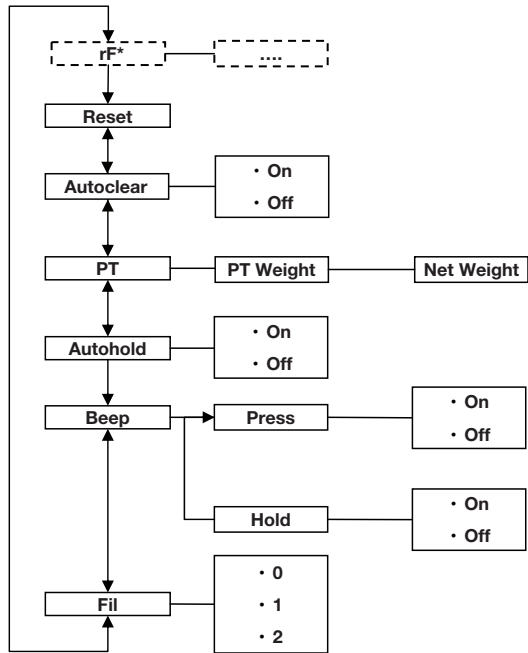 rF*
....
Reset
Autoclear
· On
· Off
PT
PT Weight
Net Weight
Autohold
· On
· Off
Beep
Press
· On
· Off
Hold
· On
· Off
Fil
· 0
· 1
· 2